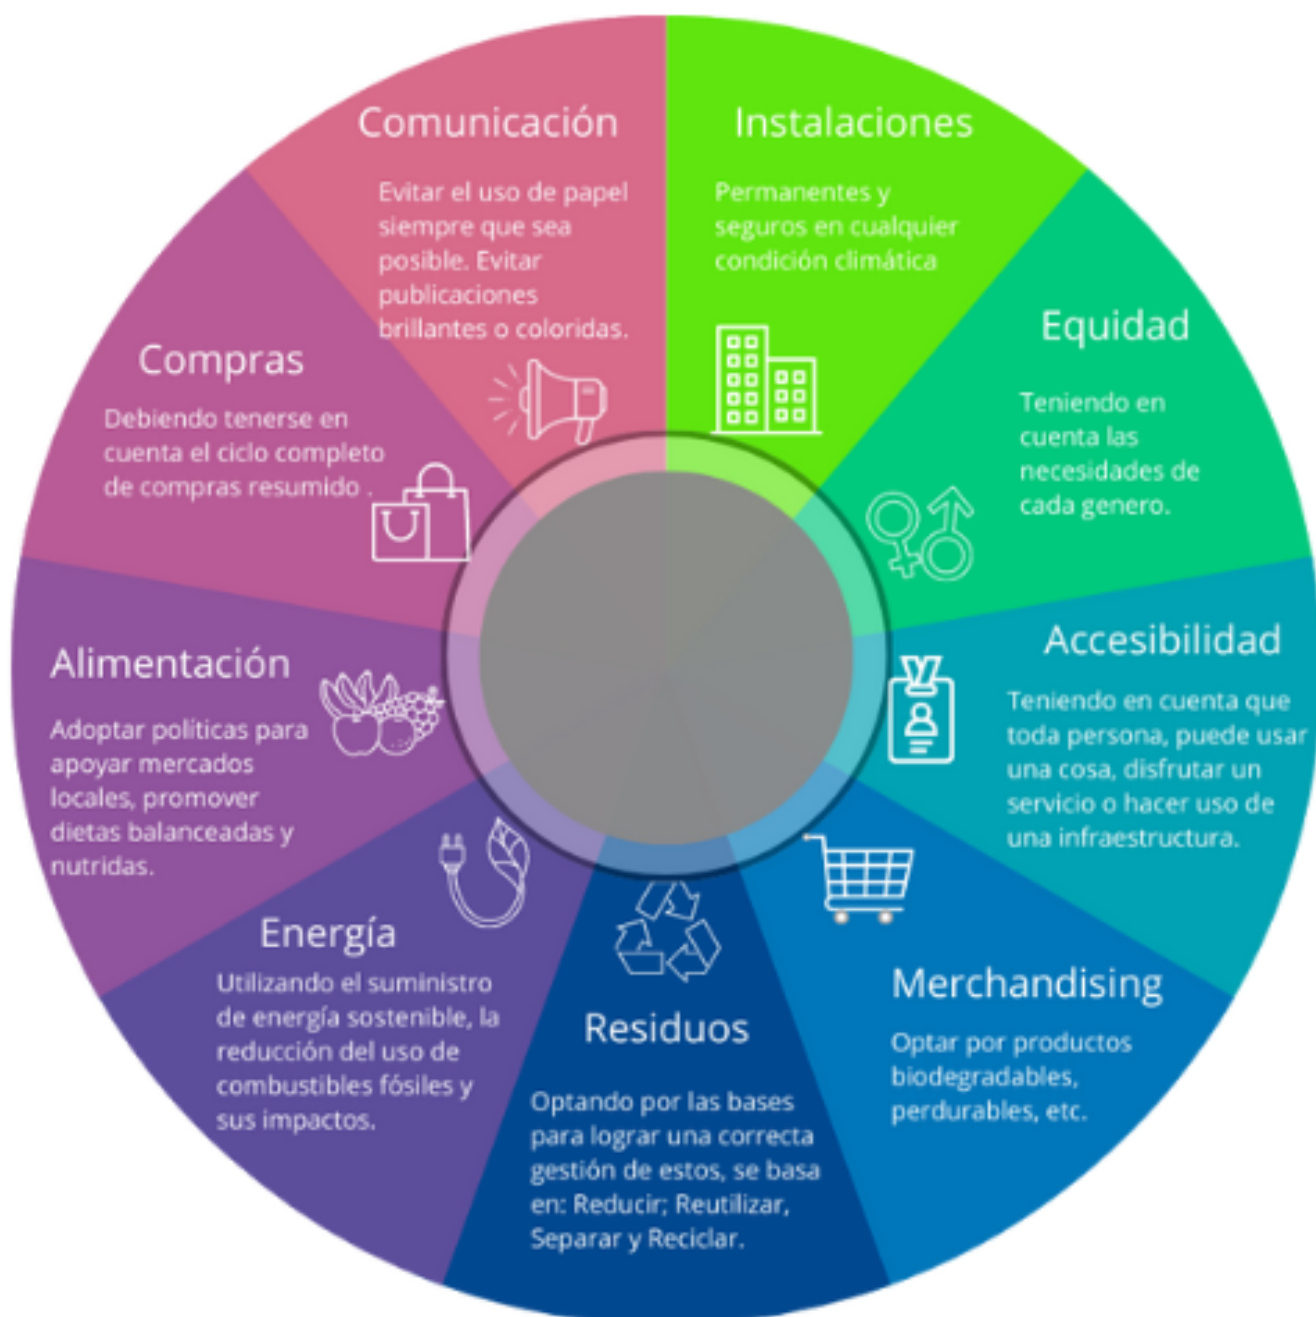 Comunicación
Evitar el uso de papel
siempre que sea
posible. Evitar
publicaciones
brillantes o coloridas.
Instalaciones
Permanentes y
seguros en cualquier
condición climática
Equidad
Teniendo en
cuenta las
necesidades de
cada genero.
Accesibilidad
Teniendo en cuenta que
toda persona, puede usar
una cosa, disfrutar un
servicio o hacer uso de
una infraestructura.
Merchandising
Optar por productos
biodegradables,
perdurables, etc.
Residuos
Optando por las bases
para lograr una correcta
gestión de estos, se basa
en: Reducir; Reutilizar,
Separar y Reciclar.
Energía
Utilizando el suministro
de energía sostenible, la
reducción del uso de
combustibles fósiles y
sus impactos.
Alimentación
Adoptar políticas para
apoyar mercados
locales, promover
dietas balanceadas y
nutridas.
Compras
Debiendo tenerse en
cuenta el ciclo completo
de compras resumido .